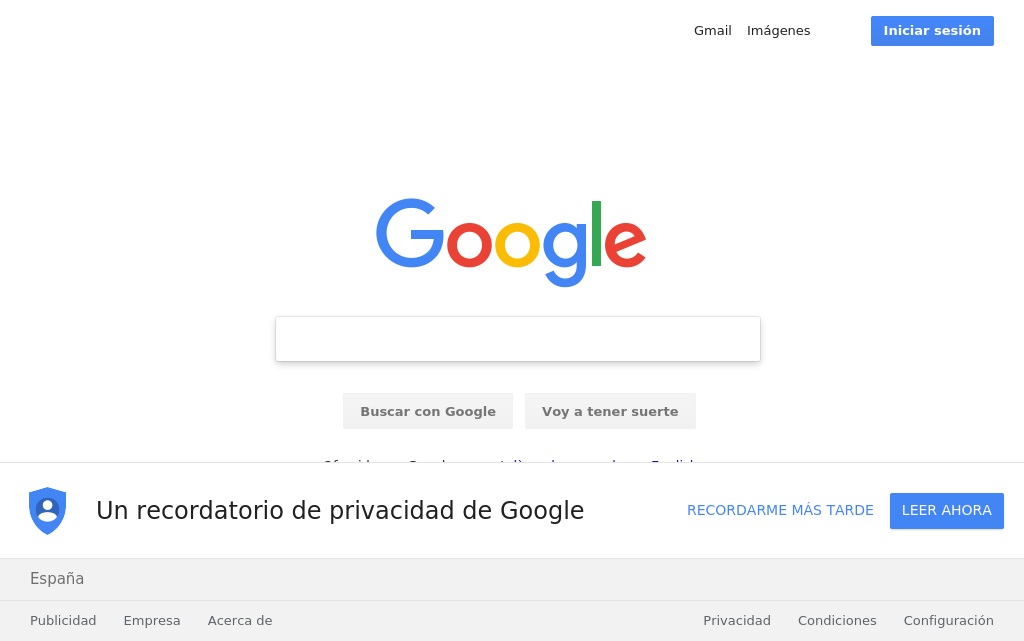 Gmail Imágenes Iniciar sesión
Google
Buscar con Google Voy a tener suerte
Un recordatorio de privacidad de Google RECORDARME MÁS TARDE LEER AHORA
España
Publicidad Empresa Acerca de Privacidad Condiciones Configuración